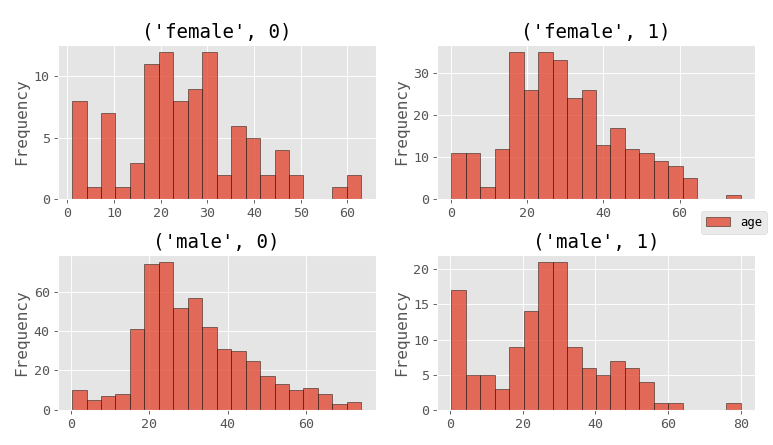 ('female', 0)
('female', 1)
Frequency
10
5
0
0 10 20 30 40 50 60
Frequency
30
20
10
0
0 20 40 60
age
('male', 0)
('male', 1)
Frequency
60
40
20
0
0 20 40 60
Frequency
20
15
10
5
0
0 20 40 60 80